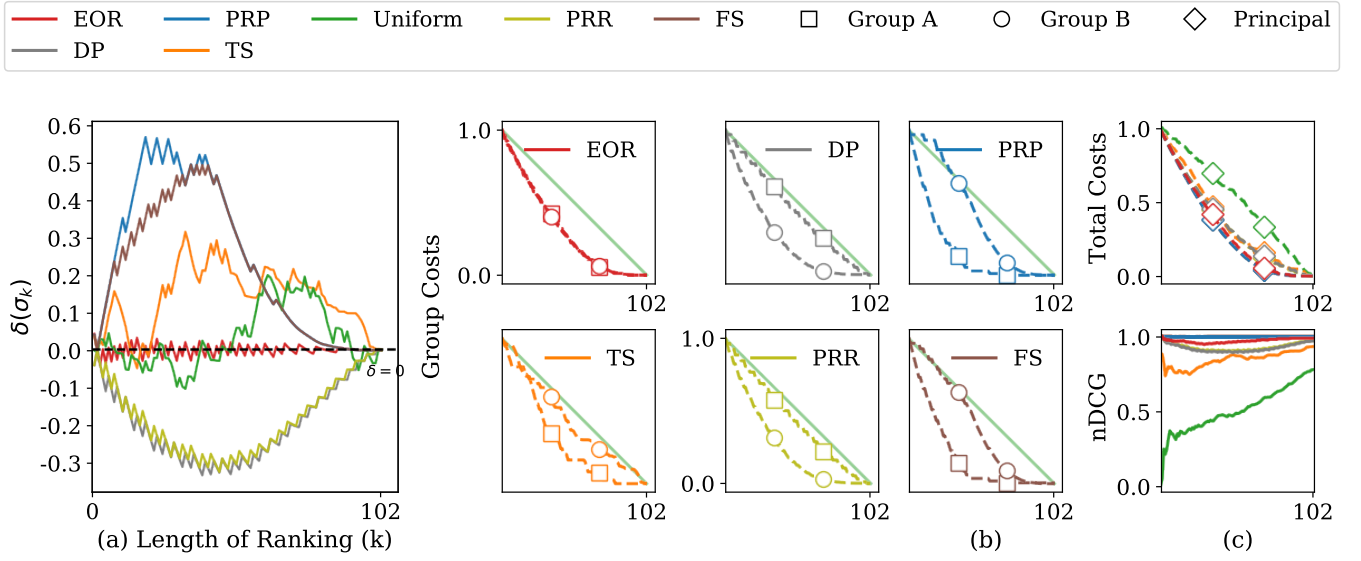 EOR PRP Uniform PRR FS Group A Group B Principal
DP TS
0.6
0.5
0.4
0.3
0.2
0.1
0.0
-0.1
-0.2
-0.3
δ(σk)
δ = 0
0 102
(a) Length of Ranking (k)
Group Costs
1.0
0.0
EOR
102
DP
102
PRP
102
TS
102
1.0
0.0
PRR
102
FS
102
(b)
Total Costs
1.0
0.5
0.0
nDCG
1.0
0.5
0.0
102
(c)